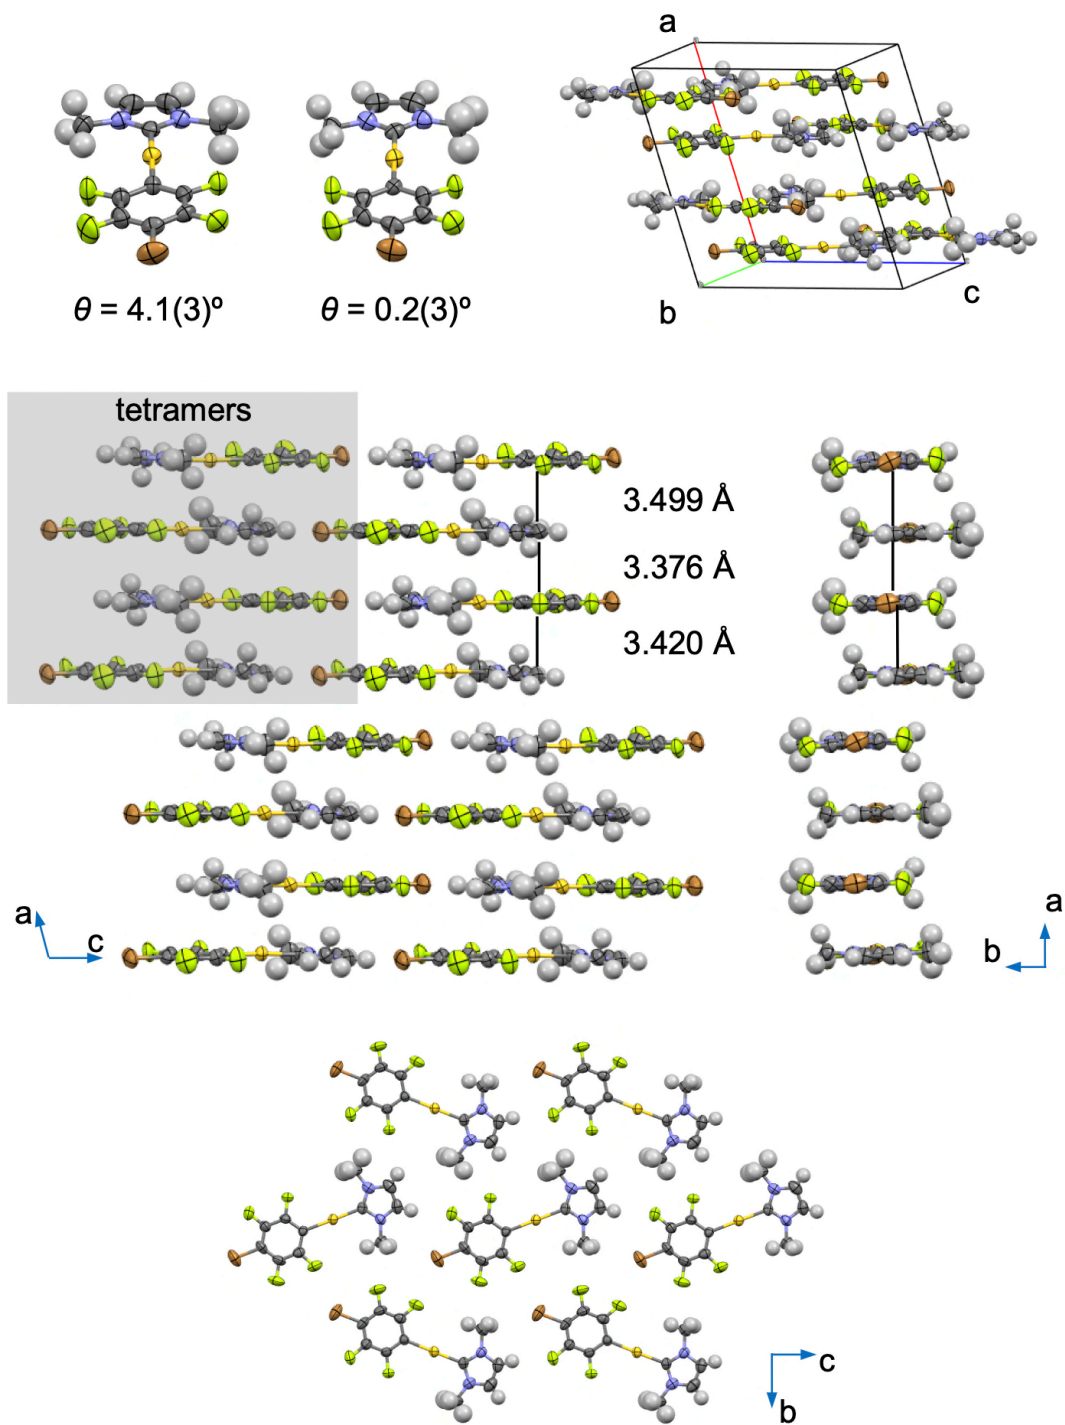 a
b
c
θ = 4.1(3)º
θ = 0.2(3)º
tetramers
3.499 Å
3.376 Å
3.420 Å
a
c
a
b
c
b